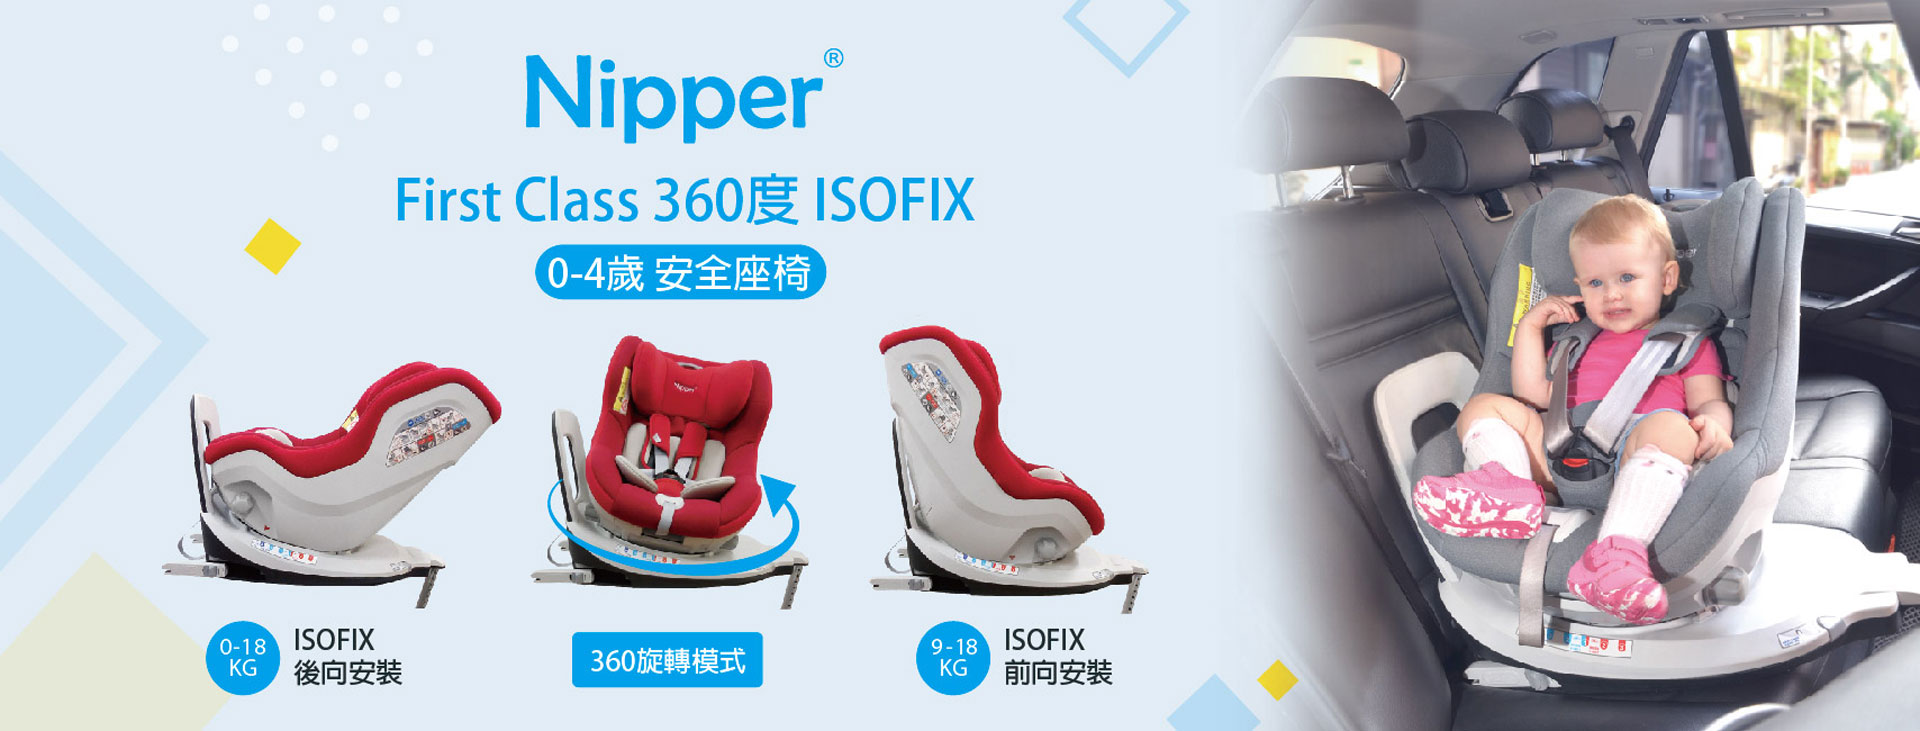 Nipper®
First Class 360度 ISOFIX
0-4歲 安全座椅
Nipper
0-18
KG
ISOFIX
後向安裝
360旋轉模式
9-18
KG
ISOFIX
前向安裝